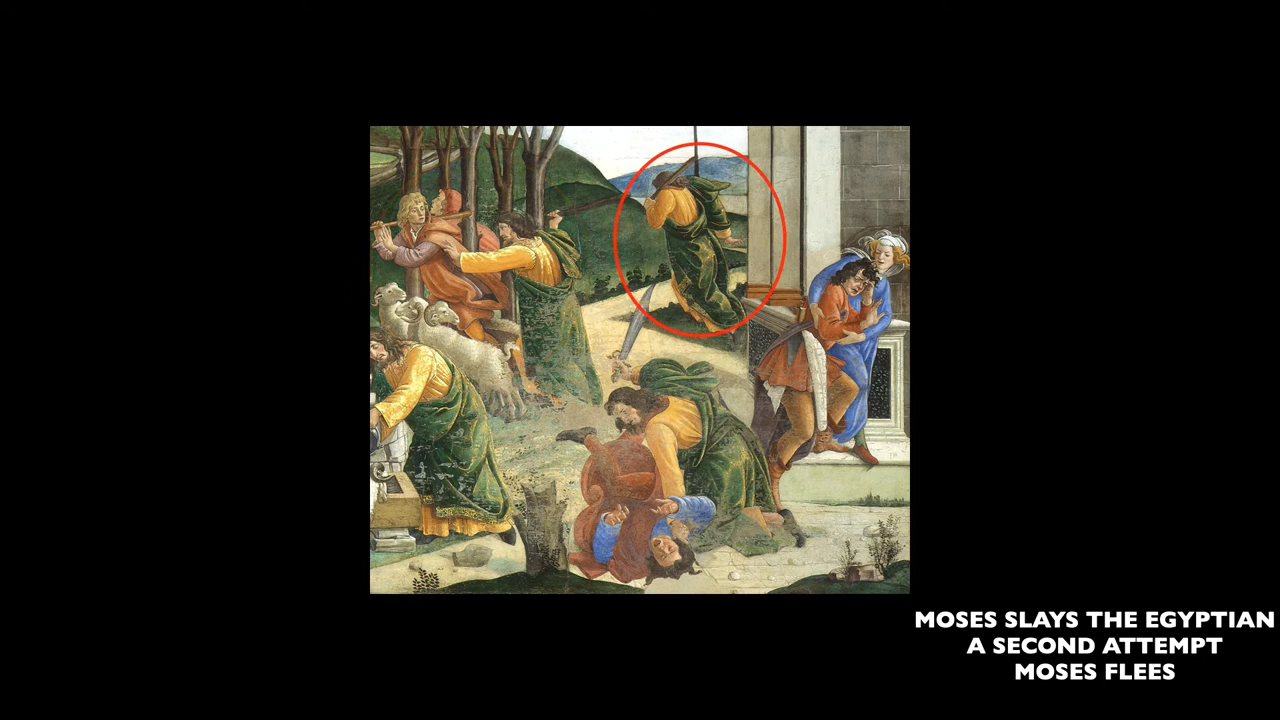 MOSES SLAYS THE EGYPTIAN
A SECOND ATTEMPT
MOSES FLEES